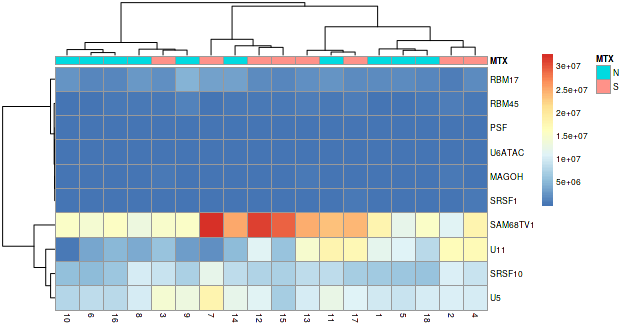 MTX
RBM17
RBM45
PSF
U6ATAC
MAGOH
SRSF1
SAM68TV1
U11
SRSF10
U5
10 6 16 8 3 9 7 14 12 15 13 11 17 1 5 18 2 4
3e+07
2.5e+07
2e+07
1.5e+07
1e+07
5e+06
MTX
N
S